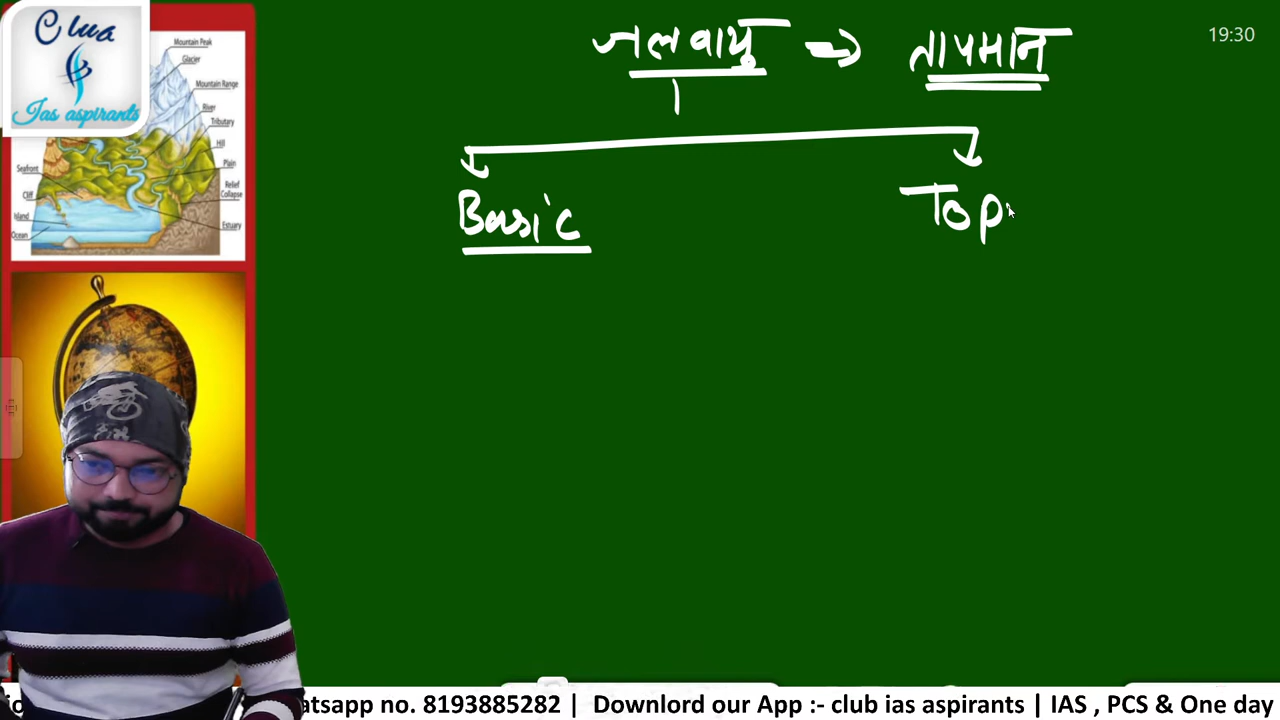 Clua
Ias aspirants
Mountain Peak
Glacier
Mountain Range
River
Tributary
Hill
Plain
Seafront
Relief
Collapse
Cliff
Island
Estuary
Ocean
19:30
जलवायु ⇒ तापमान
Basic
Top
atsapp no. 8193885282 | Downlord our App :- club ias aspirants | IAS , PCS & One day